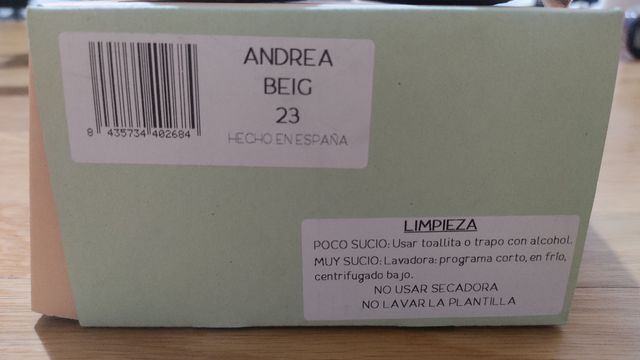 ANDREA
BEIG
23
HECHO EN ESPAÑA
8 435734 402684
LIMPIEZA
POCO SUCIO: Usar toallita o trapo con alcohol.
MUY SUCIO: Lavadora: programa corto, en frío,
centrifugado bajo.
NO USAR SECADORA
NO LAVAR LA PLANTILLA